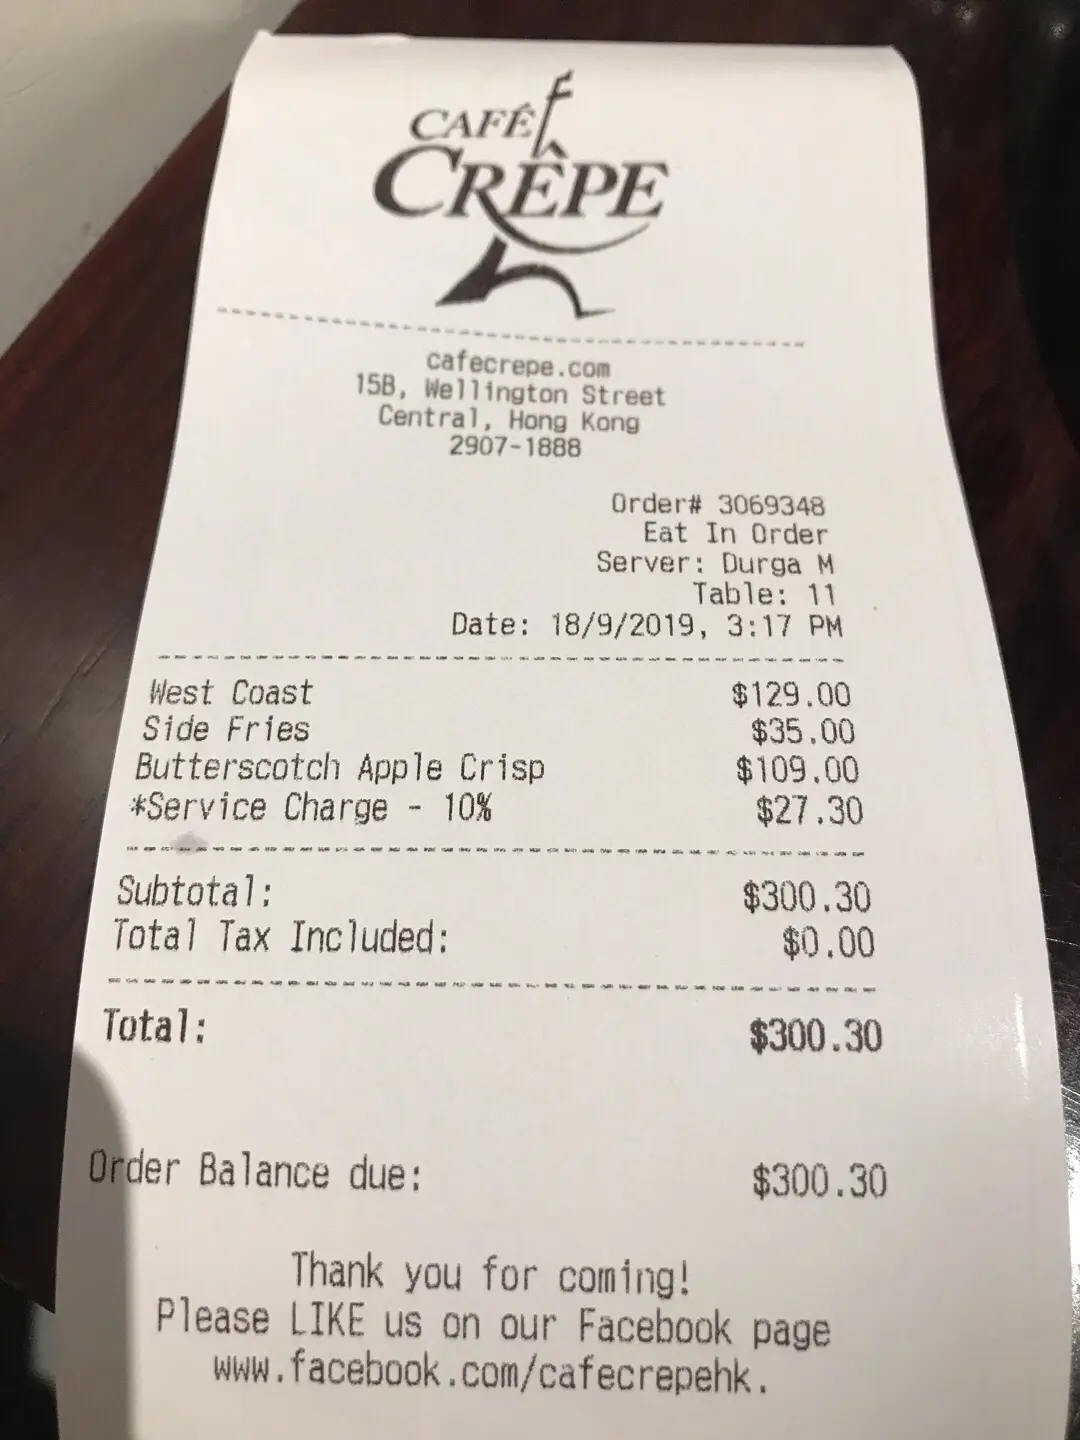 CAFÉ
CRÊPE
cafecrepe.com
15B, Wellington Street
Central, Hong Kong
2907-1888
Order# 3069348
Eat In Order
Server: Durga M
Table: 11
Date: 18/9/2019, 3:17 PM
West Coast $129.00
Side Fries $35.00
Butterscotch Apple Crisp $109.00
*Service Charge - 10% $27.30
Subtotal: $300.30
Total Tax Included: $0.00
Total: $300.30
Order Balance due: $300.30
Thank you for coming!
Please LIKE us on our Facebook page
www.facebook.com/cafecrepehk.